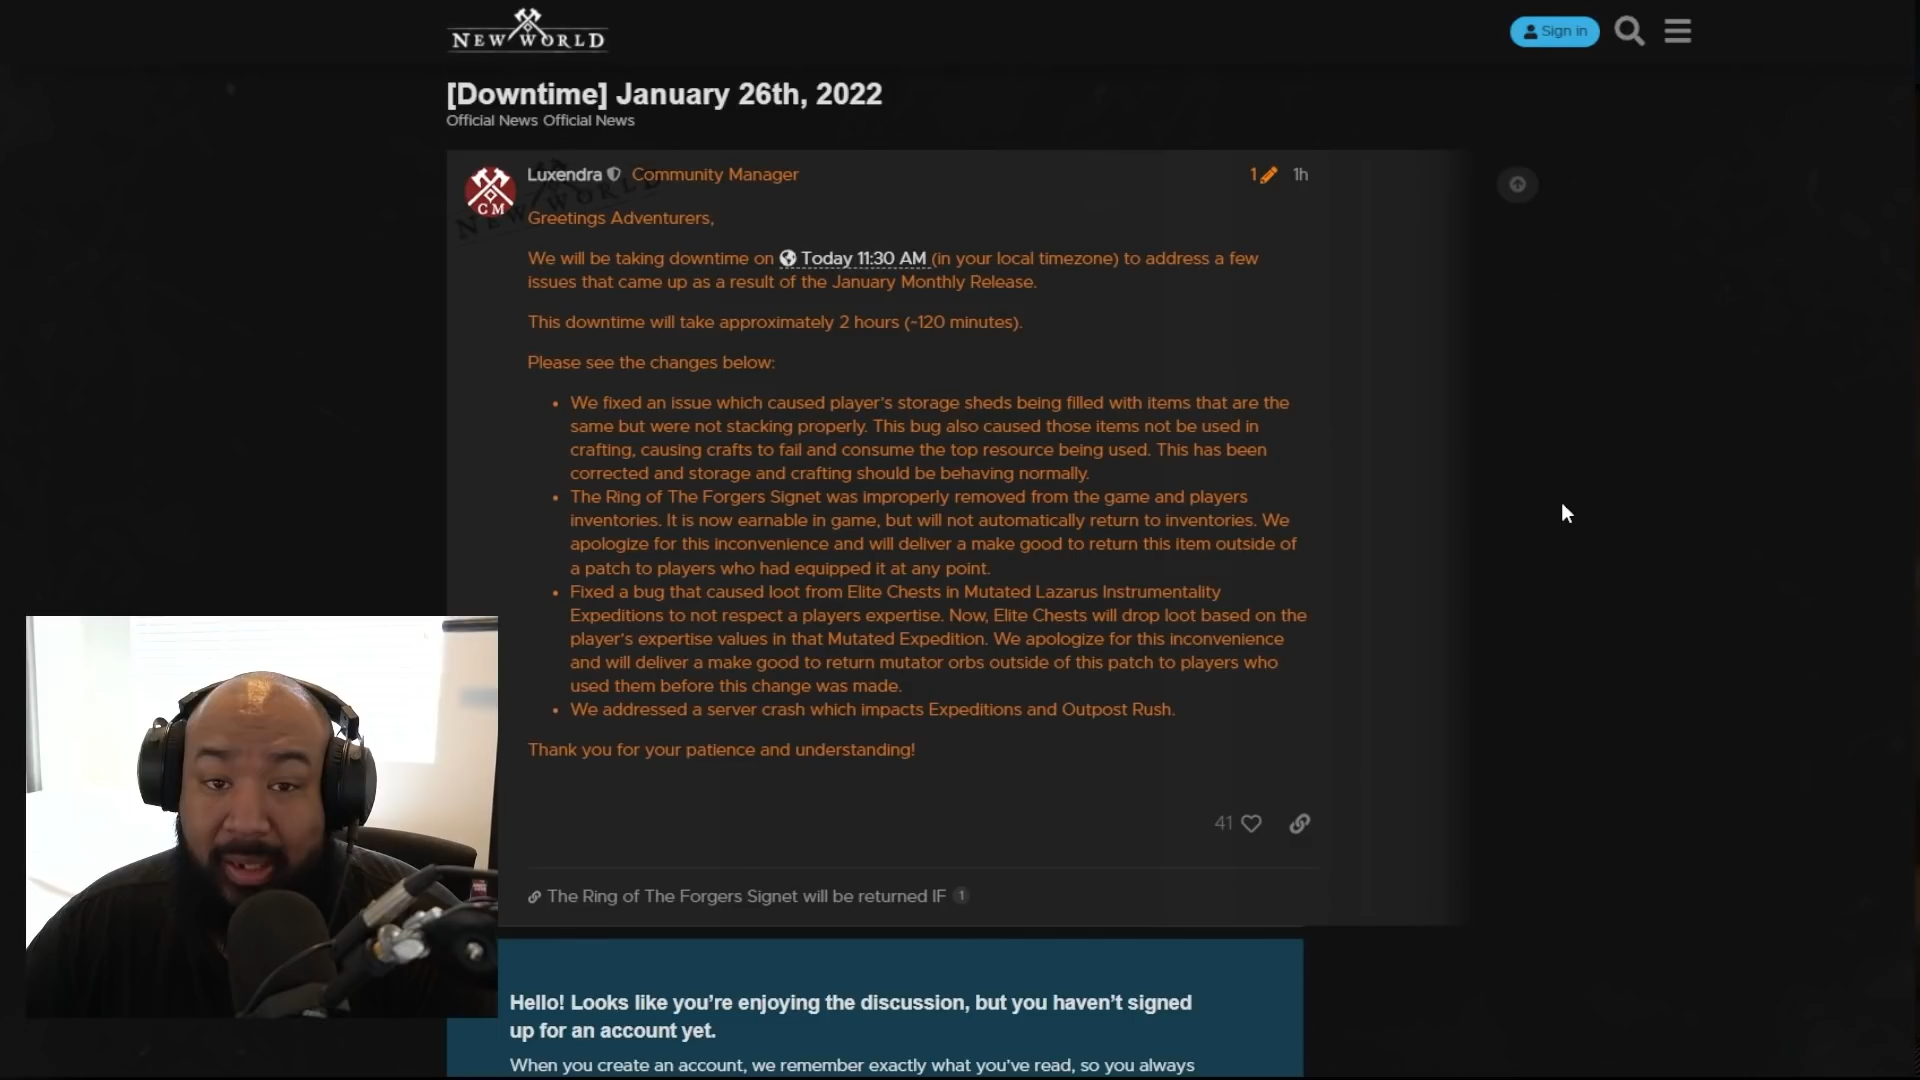 NEW WORLD
Sign in
[Downtime] January 26th, 2022
Official News Official News
Luxendra Community Manager
1 1h
CM
Greetings Adventurers,
We will be taking downtime on Today 11:30 AM (in your local timezone) to address a few
issues that came up as a result of the January Monthly Release.
This downtime will take approximately 2 hours (~120 minutes).
Please see the changes below:
• We fixed an issue which caused player's storage sheds being filled with items that are the
same but were not stacking properly. This bug also caused those items not be used in
crafting, causing crafts to fail and consume the top resource being used. This has been
corrected and storage and crafting should be behaving normally.
• The Ring of The Forgers Signet was improperly removed from the game and players
inventories. It is now earnable in game, but will not automatically return to inventories. We
apologize for this inconvenience and will deliver a make good to return this item outside of
a patch to players who had equipped it at any point.
• Fixed a bug that caused loot from Elite Chests in Mutated Lazarus Instrumentality
Expeditions to not respect a players expertise. Now, Elite Chests will drop loot based on the
player's expertise values in that Mutated Expedition. We apologize for this inconvenience
and will deliver a make good to return mutator orbs outside of this patch to players who
used them before this change was made.
• We addressed a server crash which impacts Expeditions and Outpost Rush.
Thank you for your patience and understanding!
41
The Ring of The Forgers Signet will be returned IF 1
Hello! Looks like you're enjoying the discussion, but you haven't signed
up for an account yet.
When you create an account, we remember exactly what you've read, so you always